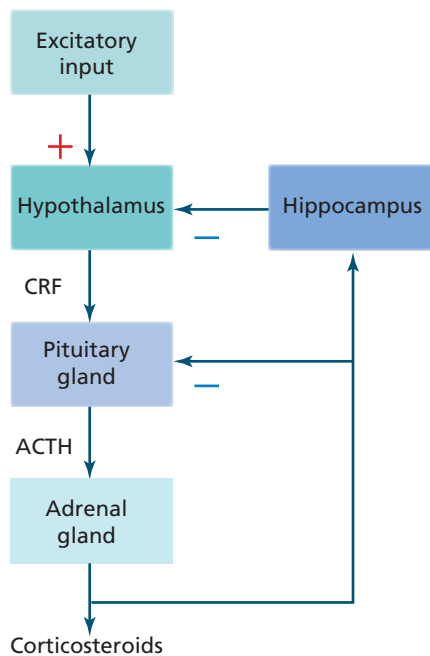 Excitatory
input
+
Hypothalamus
Hippocampus
−
CRF
Pituitary
gland
−
ACTH
Adrenal
gland
Corticosteroids